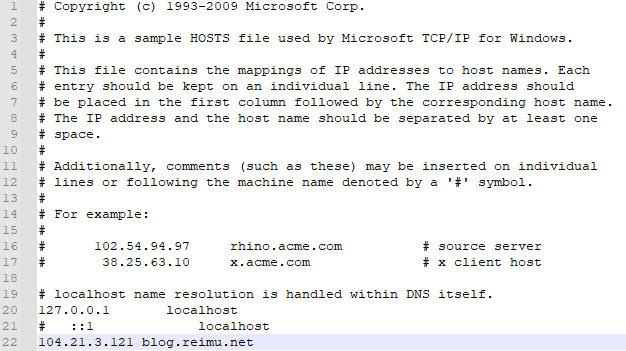 1 # Copyright (c) 1993-2009 Microsoft Corp.
2 #
3 # This is a sample HOSTS file used by Microsoft TCP/IP for Windows.
4 #
5 # This file contains the mappings of IP addresses to host names. Each
6 # entry should be kept on an individual line. The IP address should
7 # be placed in the first column followed by the corresponding host name.
8 # The IP address and the host name should be separated by at least one
9 # space.
10 #
11 # Additionally, comments (such as these) may be inserted on individual
12 # lines or following the machine name denoted by a '#' symbol.
13 #
14 # For example:
15 #
16 #      102.54.94.97     rhino.acme.com          # source server
17 #       38.25.63.10     x.acme.com              # x client host
18
19 # localhost name resolution is handled within DNS itself.
20 127.0.0.1       localhost
21 #   ::1             localhost
22 104.21.3.121 blog.reimu.net